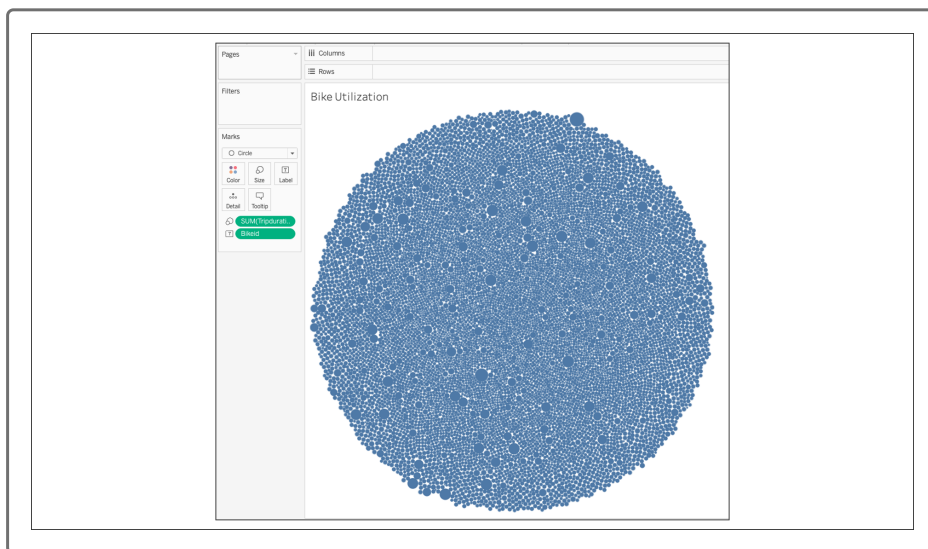 Pages
Columns
Rows
Filters
Bike Utilization
Marks
Circle
Color
Size
Label
Detail
Tooltip
SUM(Tripdurati..
Bikeid